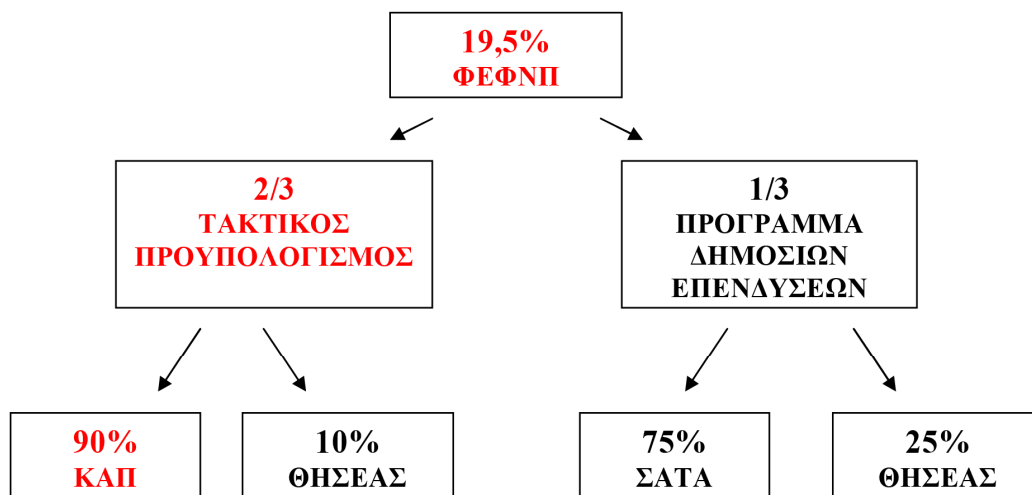 19,5%
ΦΕΦΝΠ
2/3
ΤΑΚΤΙΚΟΣ
ΠΡΟΥΠΟΛΟΓΙΣΜΟΣ
1/3
ΠΡΟΓΡΑΜΜΑ
ΔΗΜΟΣΙΩΝ
ΕΠΕΝΔΥΣΕΩΝ
90%
ΚΑΠ
10%
ΘΗΣΕΑΣ
75%
ΣΑΤΑ
25%
ΘΗΣΕΑΣ